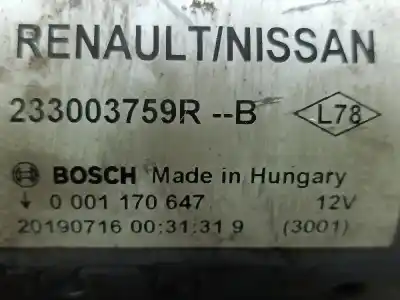 RENAULT/NISSAN
233003759R --B L78
BOSCH Made in Hungary
0 001 170 647 12V
20190716 00:31:31 9 (3001)